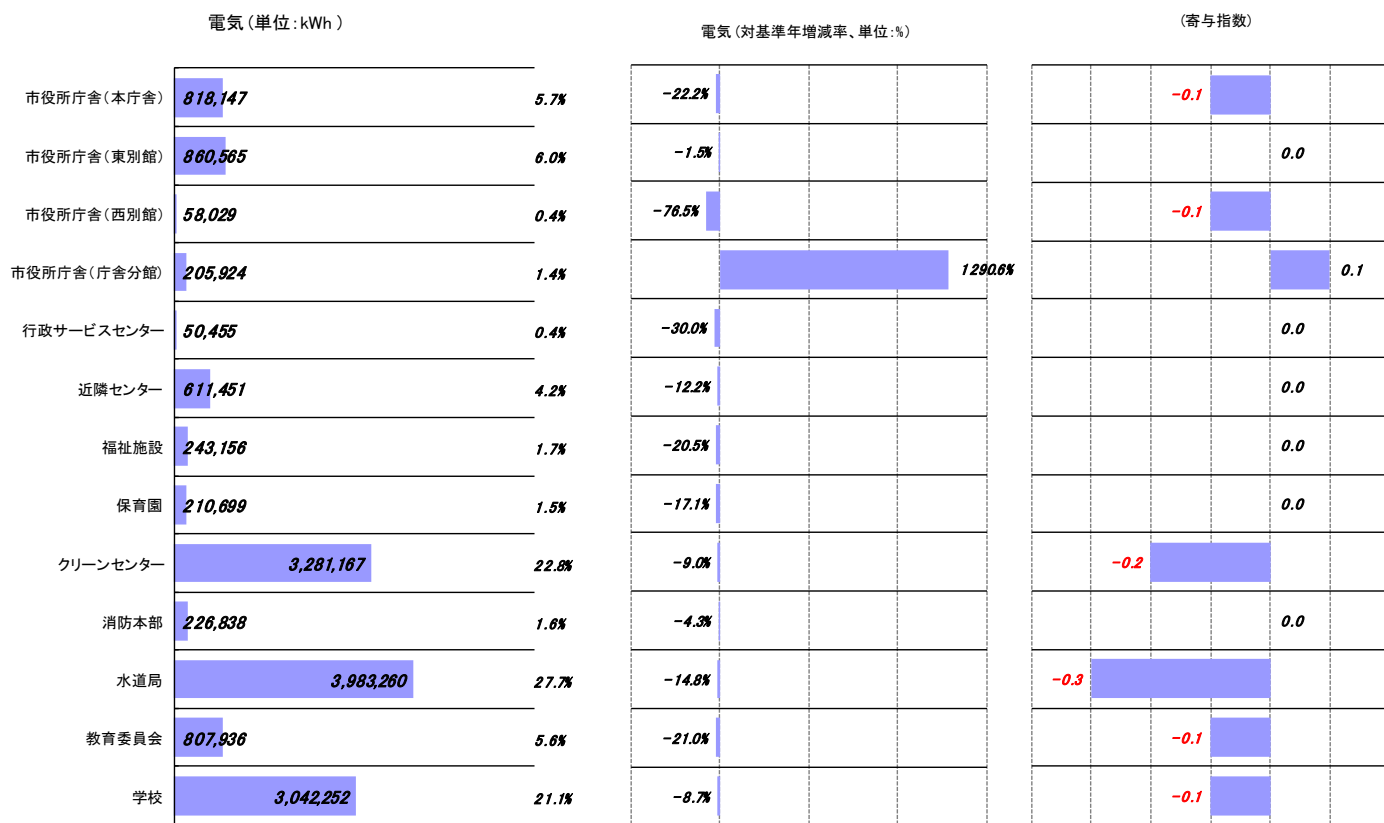 電気(単位:kWh)
電気(対基準年増減率、単位:%)
(寄与指数)
市役所庁舎(本庁舎) 818,147 5.7% -22.2% -0.1
市役所庁舎(東別館) 860,565 6.0% -1.5% 0.0
市役所庁舎(西別館) 58,029 0.4% -76.5% -0.1
市役所庁舎(庁舎分館) 205,924 1.4% 1290.6% 0.1
行政サービスセンター 50,455 0.4% -30.0% 0.0
近隣センター 611,451 4.2% -12.2% 0.0
福祉施設 243,156 1.7% -20.5% 0.0
保育園 210,699 1.5% -17.1% 0.0
クリーンセンター 3,281,167 22.8% -9.0% -0.2
消防本部 226,838 1.6% -4.3% 0.0
水道局 3,983,260 27.7% -14.8% -0.3
教育委員会 807,936 5.6% -21.0% -0.1
学校 3,042,252 21.1% -8.7% -0.1